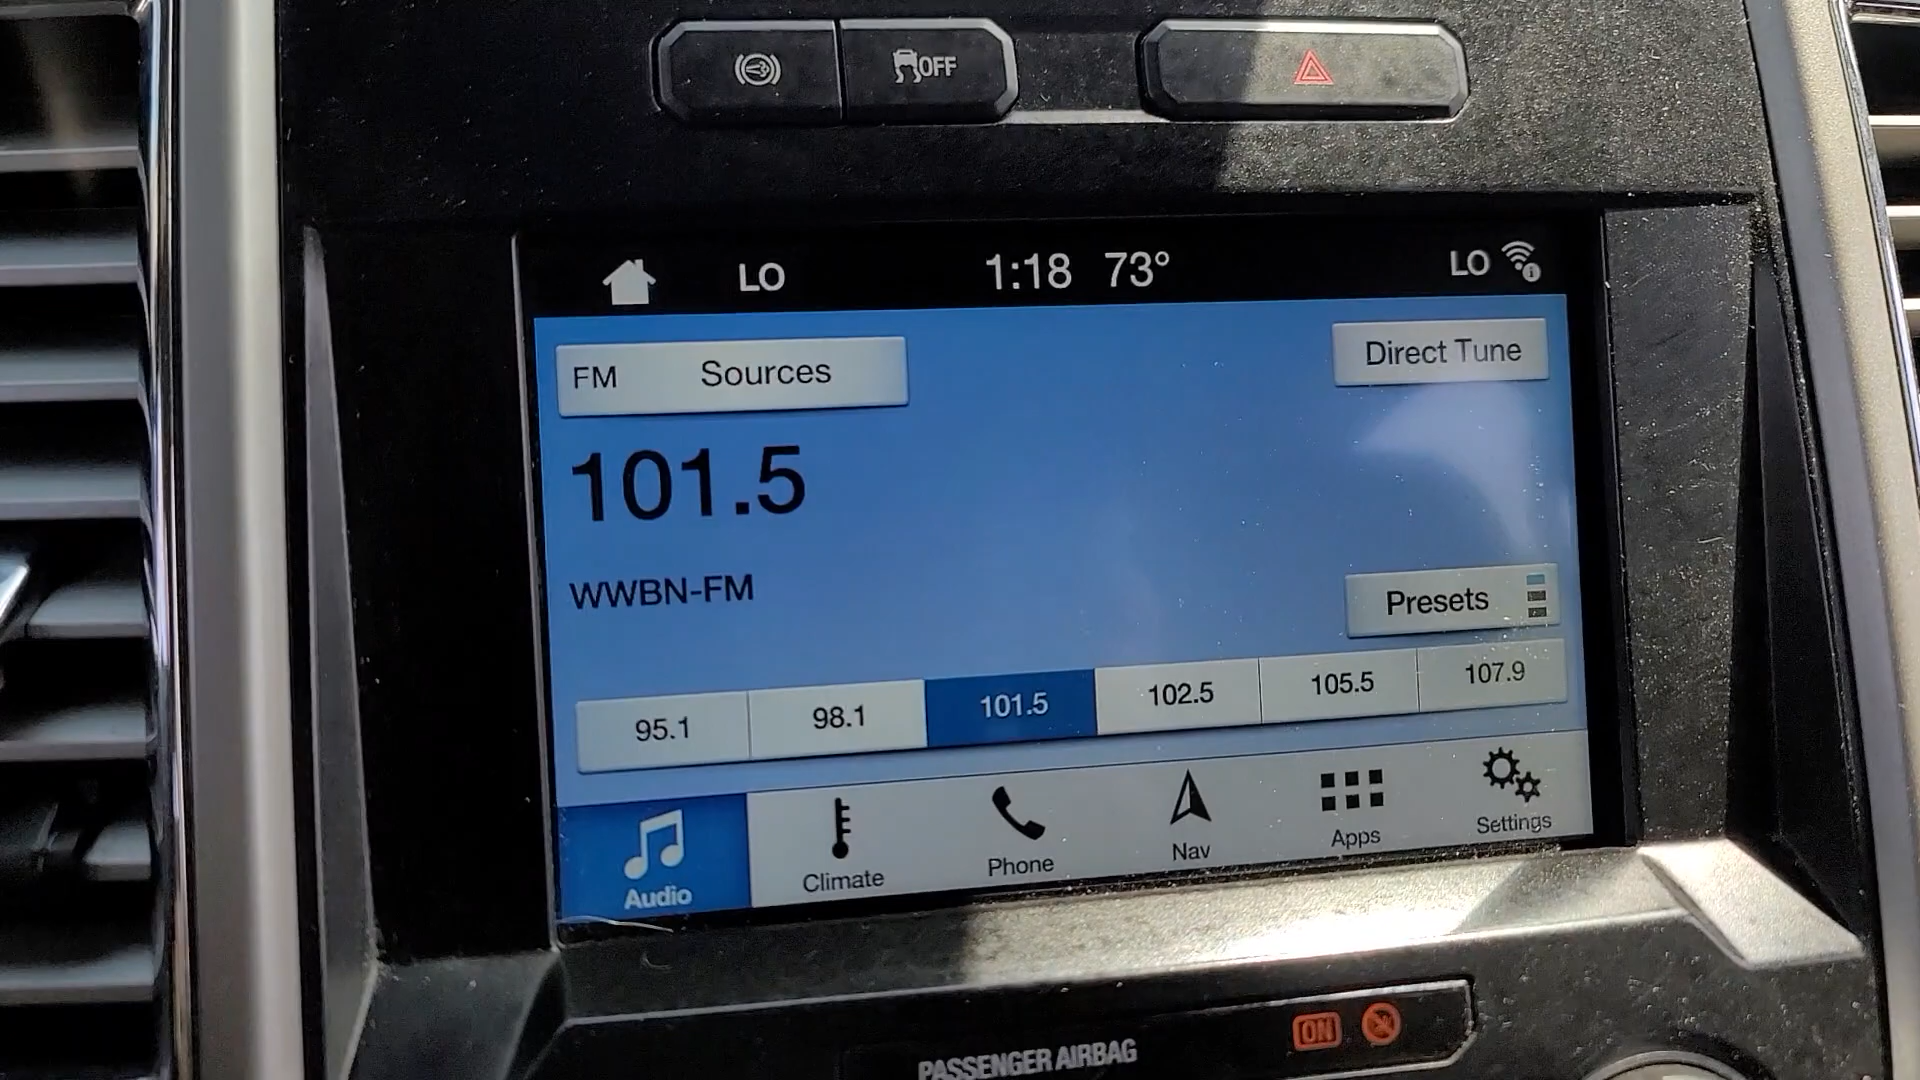 OFF
LO 1:18 73° LO
FM Sources Direct Tune
101.5
WWBN-FM
Presets
95.1 98.1 101.5 102.5 105.5 107.9
Audio Climate Phone Nav Apps Settings
PASSENGER AIRBAG ON